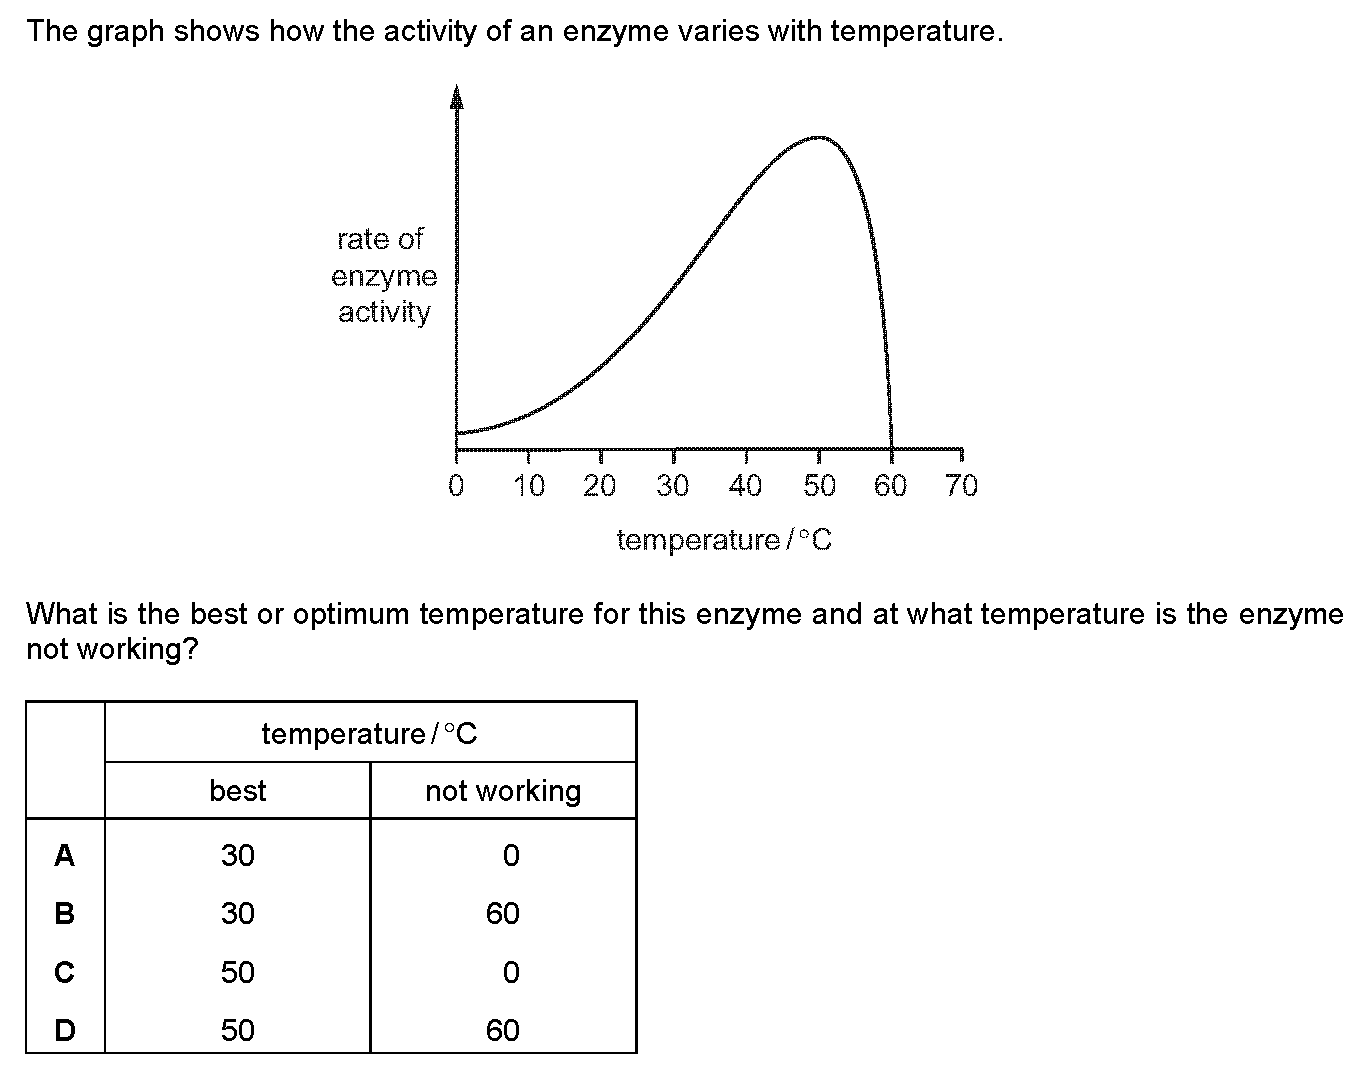 The graph shows how the activity of an enzyme varies with temperature.
rate of
enzyme
activity
0 10 20 30 40 50 60 70
temperature / °C
What is the best or optimum temperature for this enzyme and at what temperature is the enzyme
not working?
temperature / °C
best not working
A 30 0
B 30 60
C 50 0
D 50 60